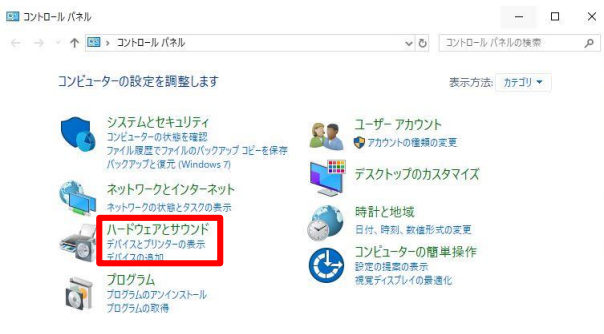 コントロール パネル
コントロール パネル
コントロール パネルの検索
コンピューターの設定を調整します
表示方法: カテゴリ
システムとセキュリティ
コンピューターの状態を確認
ファイル履歴でファイルのバックアップ コピーを保存
バックアップと復元 (Windows 7)
ネットワークとインターネット
ネットワークの状態とタスクの表示
ハードウェアとサウンド
デバイスとプリンターの表示
デバイスの追加
プログラム
プログラムのアンインストール
プログラムの取得
ユーザー アカウント
アカウントの種類の変更
デスクトップのカスタマイズ
時計と地域
日付、時刻、数値形式の変更
コンピューターの簡単操作
設定の提案の表示
視覚ディスプレイの最適化